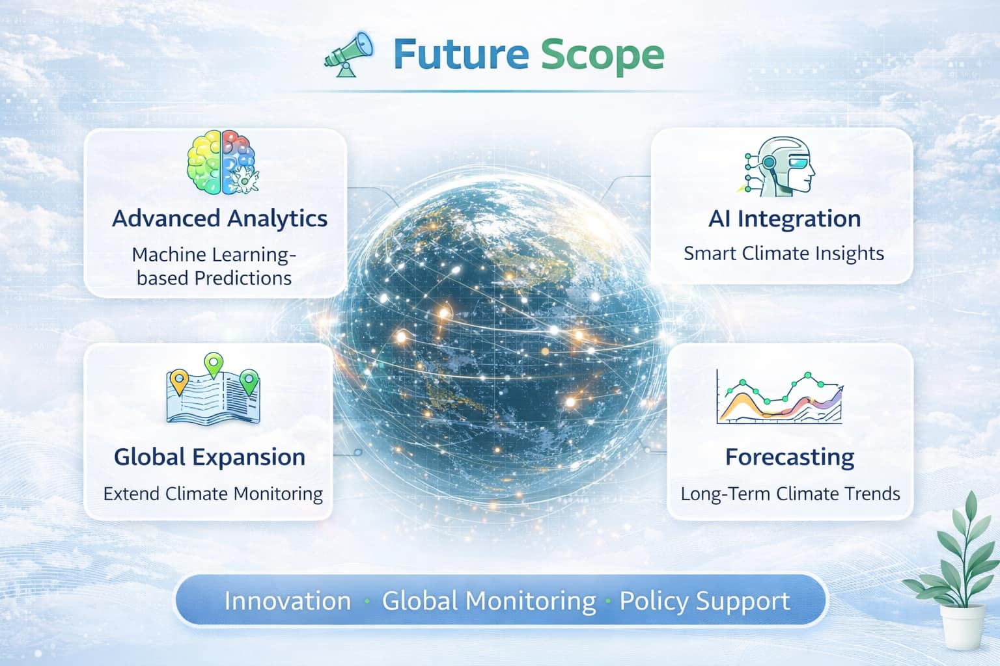 Future Scope
Advanced Analytics
Machine Learning-
based Predictions
AI Integration
Smart Climate Insights
Global Expansion
Extend Climate Monitoring
Forecasting
Long-Term Climate Trends
Innovation • Global Monitoring • Policy Support